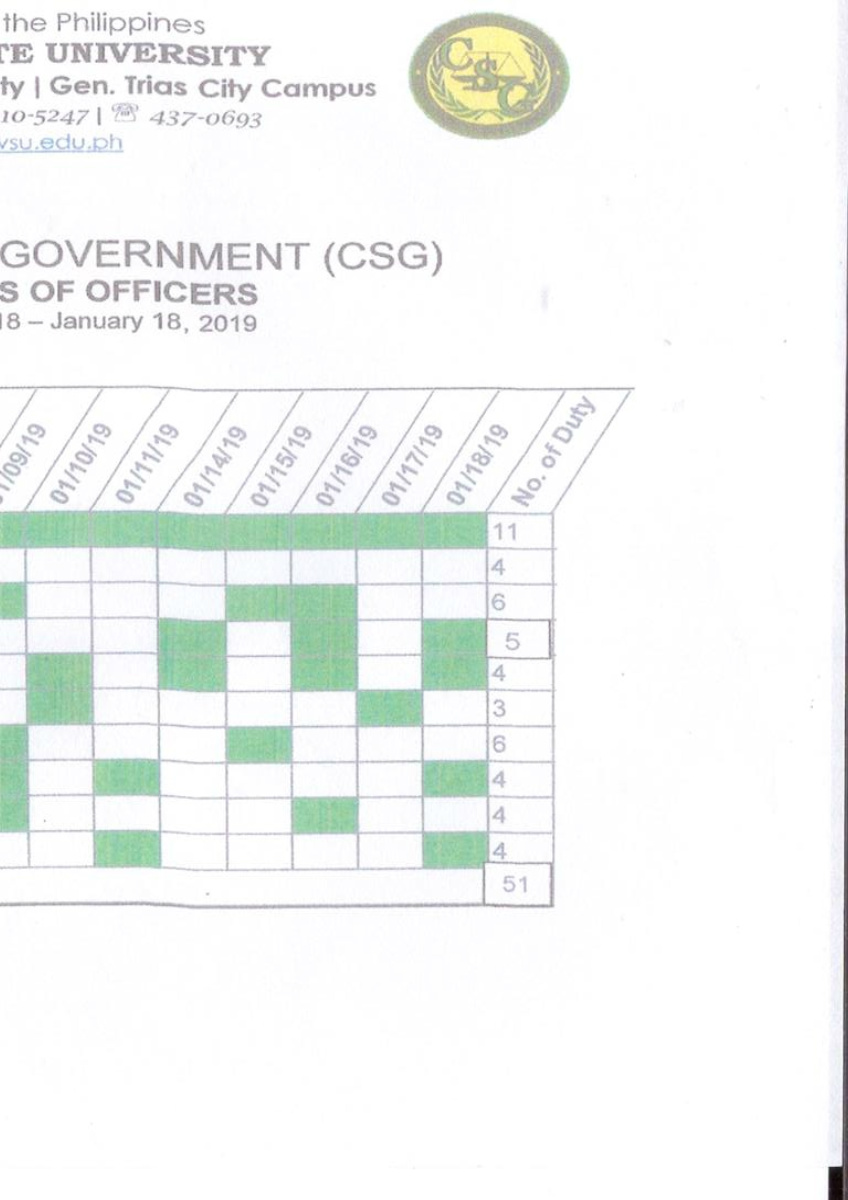 the Philippines
TE UNIVERSITY
ty | Gen. Trias City Campus
10-5247 | ☏ 437-0693
vsu.edu.ph
CSG
GOVERNMENT (CSG)
S OF OFFICERS
18 – January 18, 2019
1/09/19 01/10/19 01/11/19 01/14/19 01/15/19 01/16/19 01/17/19 01/18/19 No. of Duty
11
4
6
5
4
3
6
4
4
4
51